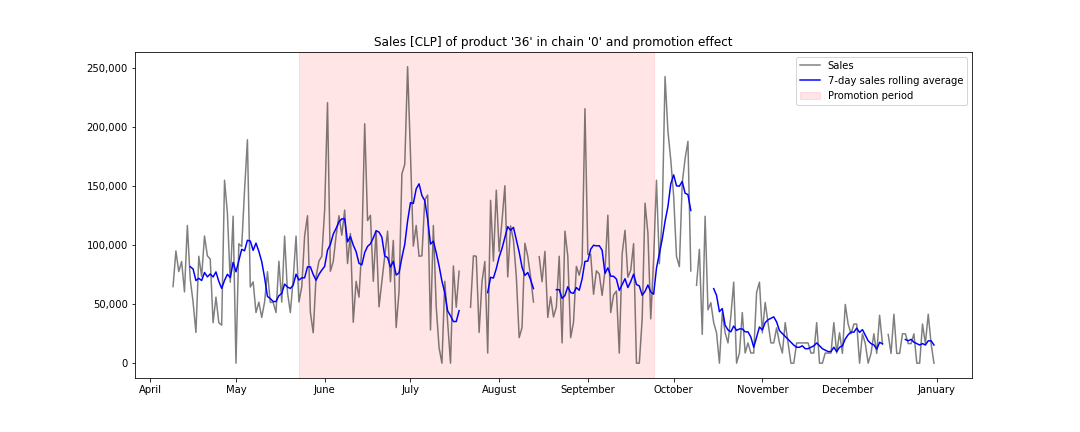 Sales [CLP] of product '36' in chain '0' and promotion effect
250,000
200,000
150,000
100,000
50,000
0
Sales
7-day sales rolling average
Promotion period
April May June July August September October November December January